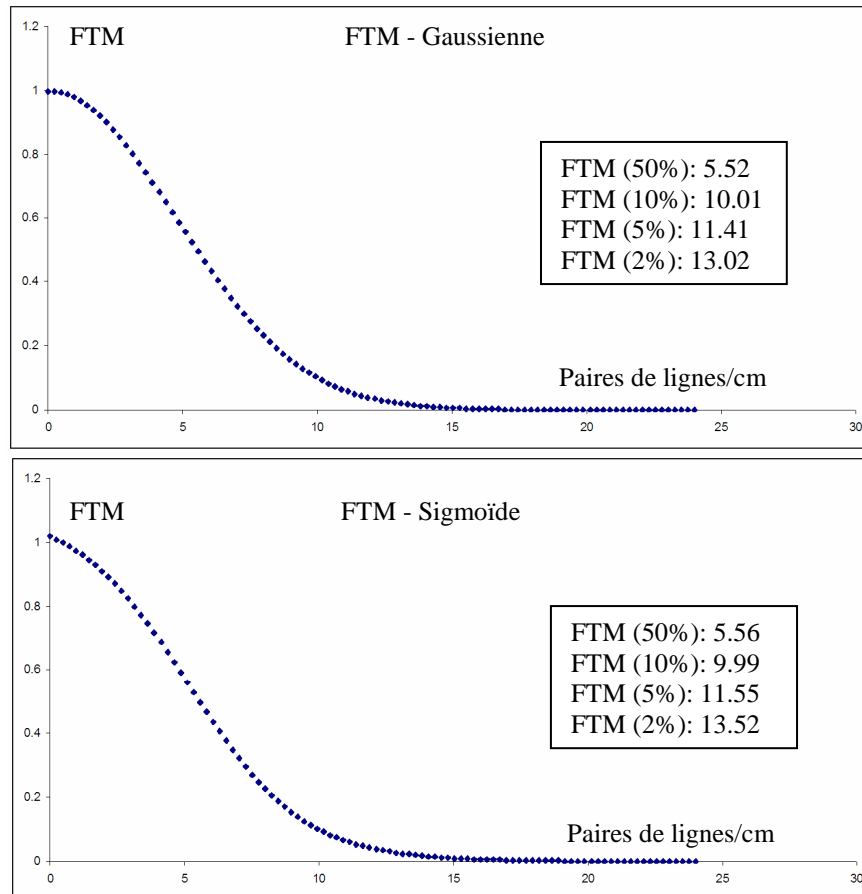 1.2
FTM
FTM - Gaussienne
1
0.8
FTM (50%): 5.52
FTM (10%): 10.01
FTM (5%): 11.41
FTM (2%): 13.02
0.6
0.4
0.2
Paires de lignes/cm
0
0 5 10 15 20 25 30
1.2
FTM
FTM - Sigmoïde
1
0.8
FTM (50%): 5.56
FTM (10%): 9.99
FTM (5%): 11.55
FTM (2%): 13.52
0.6
0.4
0.2
Paires de lignes/cm
0
0 5 10 15 20 25 30